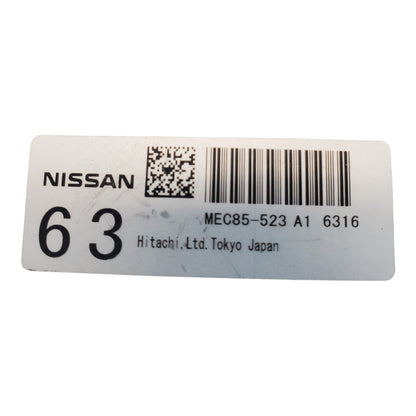 NISSAN
MEC85-523 A1 6316
63
Hitachi,Ltd.Tokyo Japan